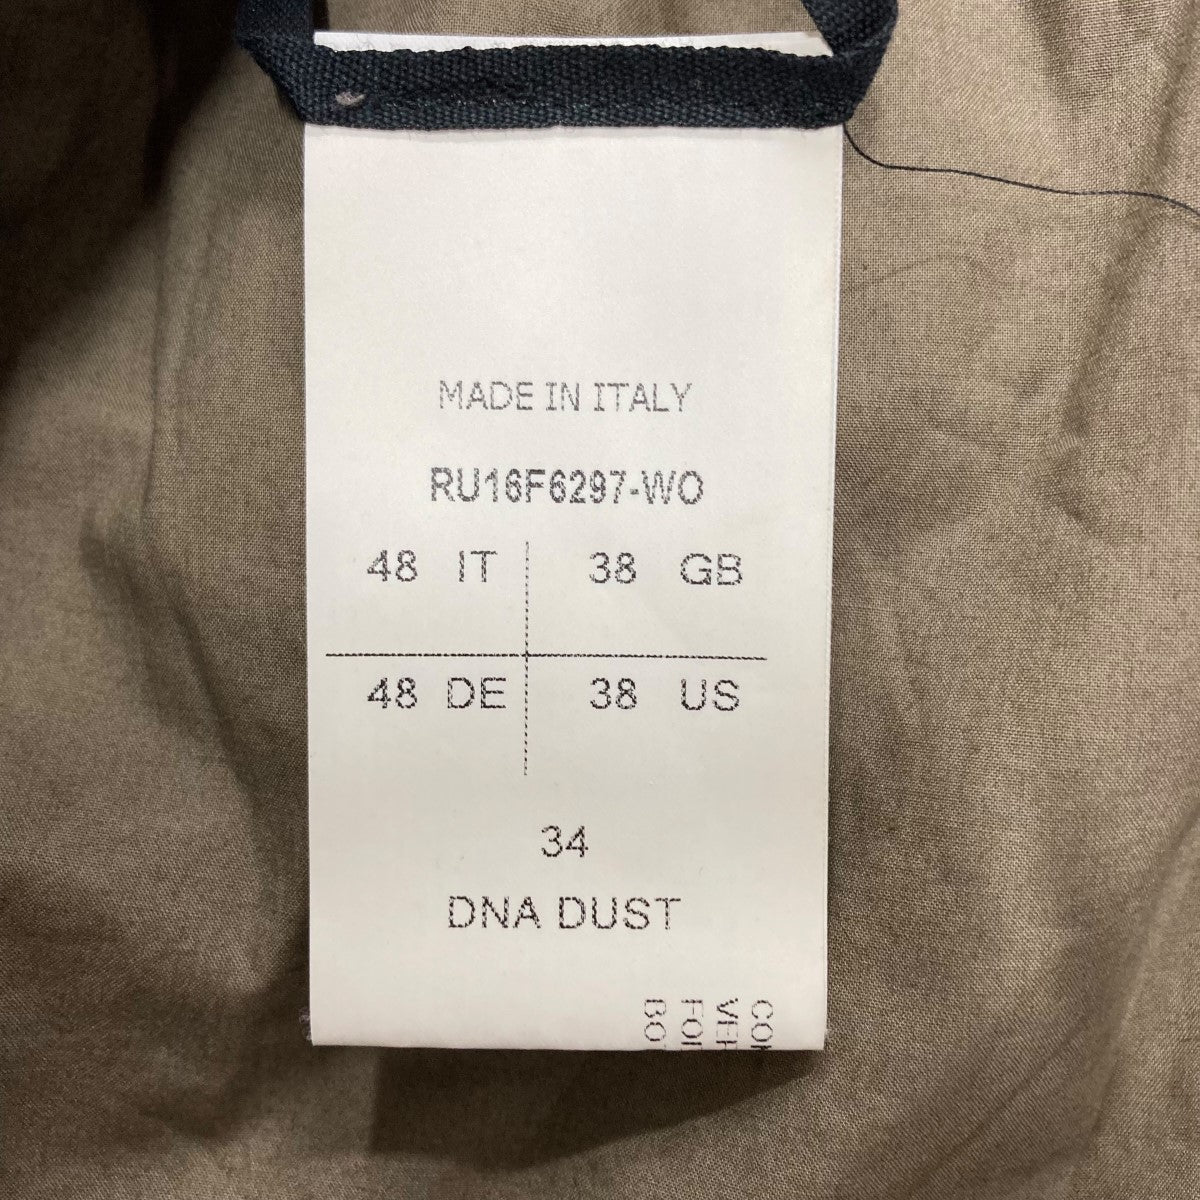 MADE IN ITALY
RU16F6297-WO
48 IT 38 GB
48 DE 38 US
34
DNA DUST